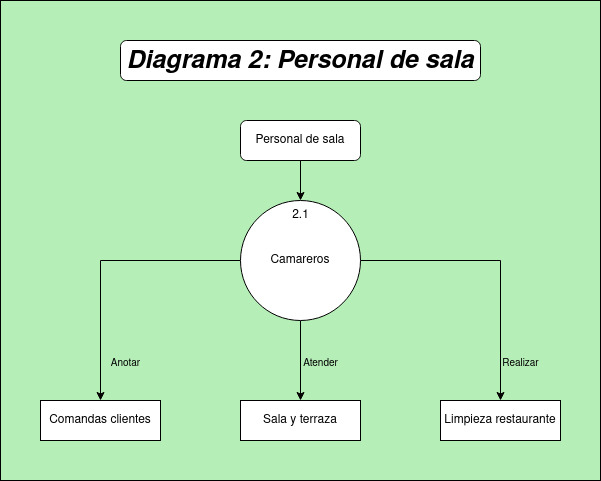 Diagrama 2: Personal de sala
Personal de sala
2.1
Camareros
Anotar
Atender
Realizar
Comandas clientes
Sala y terraza
Limpieza restaurante